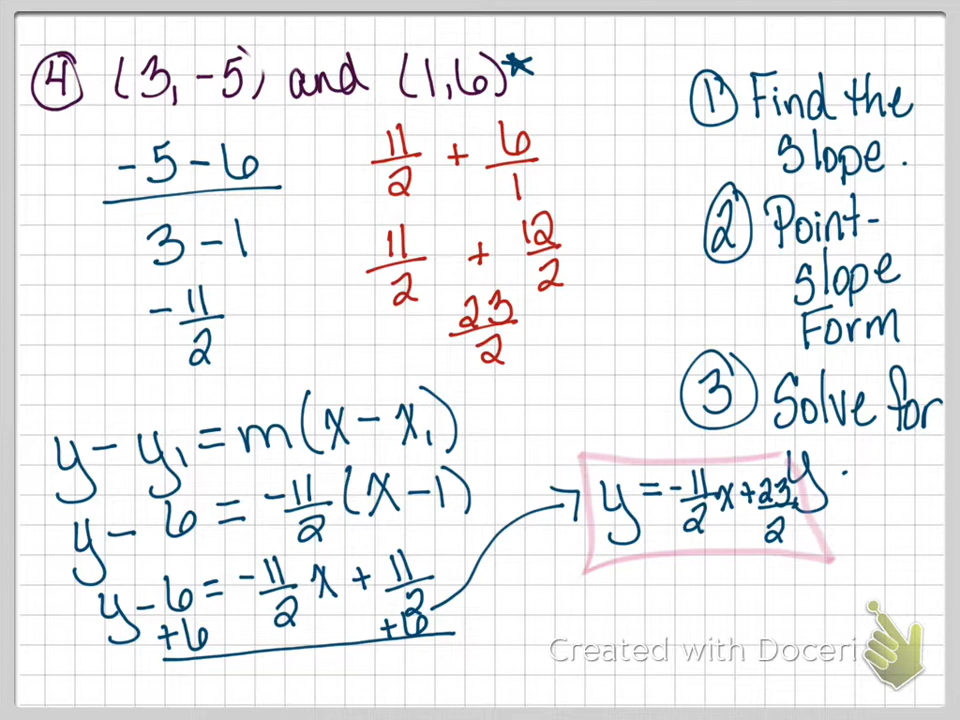 ④ (3, -5) and (1, 6)*
-5 - 6
3 - 1
-11/2
11/2 + 6/1
11/2 + 12/2
23/2
① Find the
slope.
② Point-
slope
Form
③ Solve for
y.
y - y₁ = m(x - x₁)
y - 6 = -11/2 (x - 1)
y - 6 = -11/2 x + 11/2
+6 +6
y = -11/2 x + 23/2
Created with Doceri